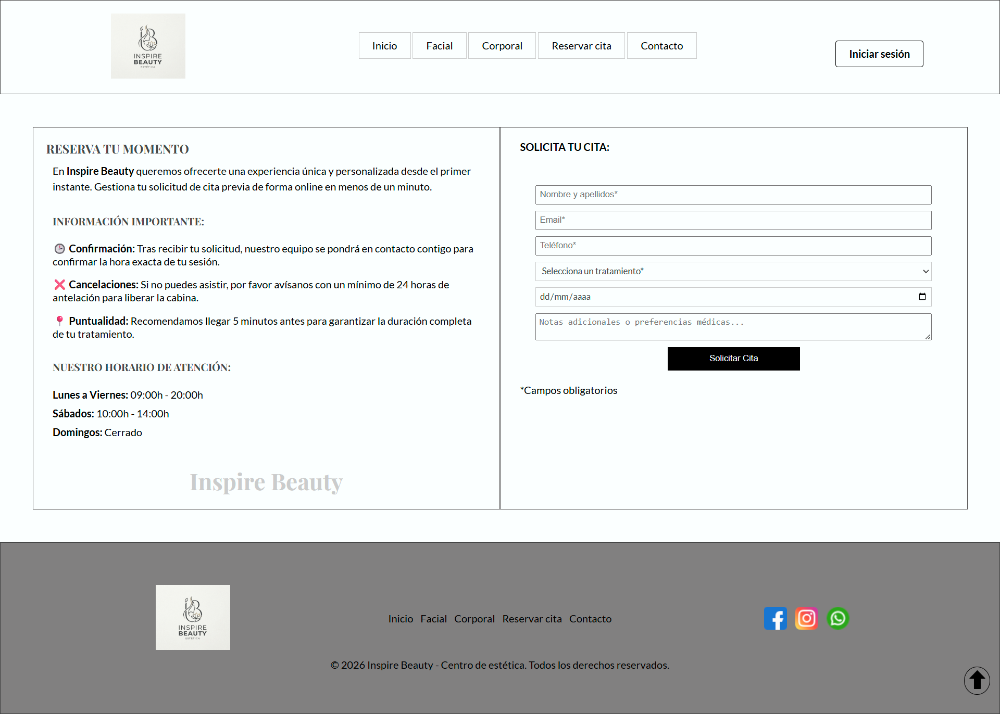 INSPIRE
BEAUTY
ESTÉTICA
Inicio
Facial
Corporal
Reservar cita
Contacto
Iniciar sesión
RESERVA TU MOMENTO
En Inspire Beauty queremos ofrecerte una experiencia única y personalizada desde el primer
instante. Gestiona tu solicitud de cita previa de forma online en menos de un minuto.
INFORMACIÓN IMPORTANTE:
Confirmación: Tras recibir tu solicitud, nuestro equipo se pondrá en contacto contigo para
confirmar la hora exacta de tu sesión.
Cancelaciones: Si no puedes asistir, por favor avísanos con un mínimo de 24 horas de
antelación para liberar la cabina.
Puntualidad: Recomendamos llegar 5 minutos antes para garantizar la duración completa
de tu tratamiento.
NUESTRO HORARIO DE ATENCIÓN:
Lunes a Viernes: 09:00h - 20:00h
Sábados: 10:00h - 14:00h
Domingos: Cerrado
Inspire Beauty
SOLICITA TU CITA:
Nombre y apellidos*
Email*
Teléfono*
Selecciona un tratamiento*
dd/mm/aaaa
Notas adicionales o preferencias médicas...
Solicitar Cita
*Campos obligatorios
INSPIRE
BEAUTY
ESTÉTICA
Inicio Facial Corporal Reservar cita Contacto
© 2026 Inspire Beauty - Centro de estética. Todos los derechos reservados.